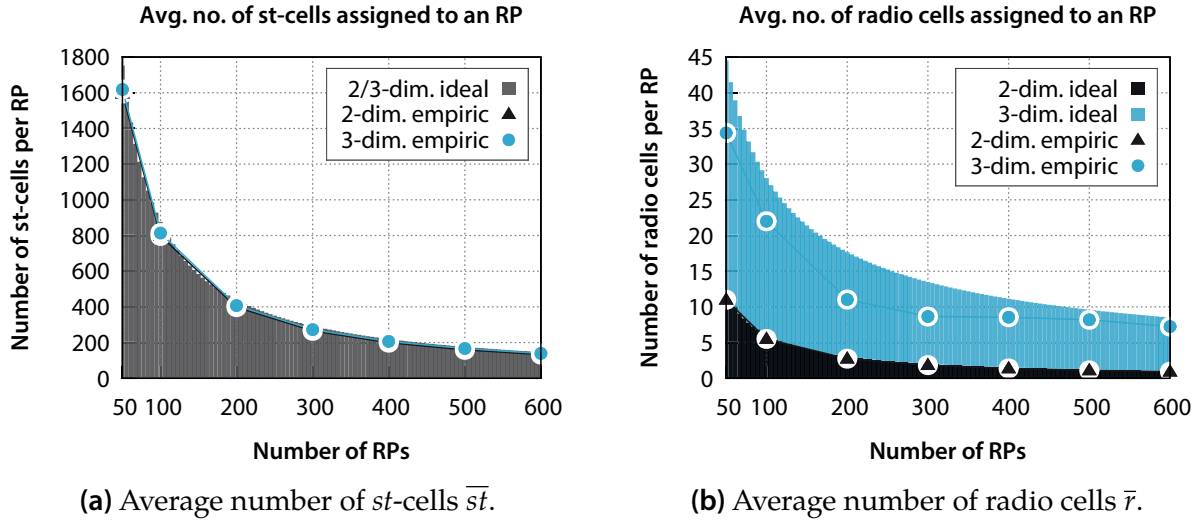 Avg. no. of st-cells assigned to an RP
Number of st-cells per RP
1800
1600
1400
1200
1000
800
600
400
200
0
2/3-dim. ideal
2-dim. empiric
3-dim. empiric
50 100 200 300 400 500 600
Number of RPs
(a) Average number of st-cells s̅t̅.
Avg. no. of radio cells assigned to an RP
Number of radio cells per RP
45
40
35
30
25
20
15
10
5
0
2-dim. ideal
3-dim. ideal
2-dim. empiric
3-dim. empiric
50 100 200 300 400 500 600
Number of RPs
(b) Average number of radio cells r̅.